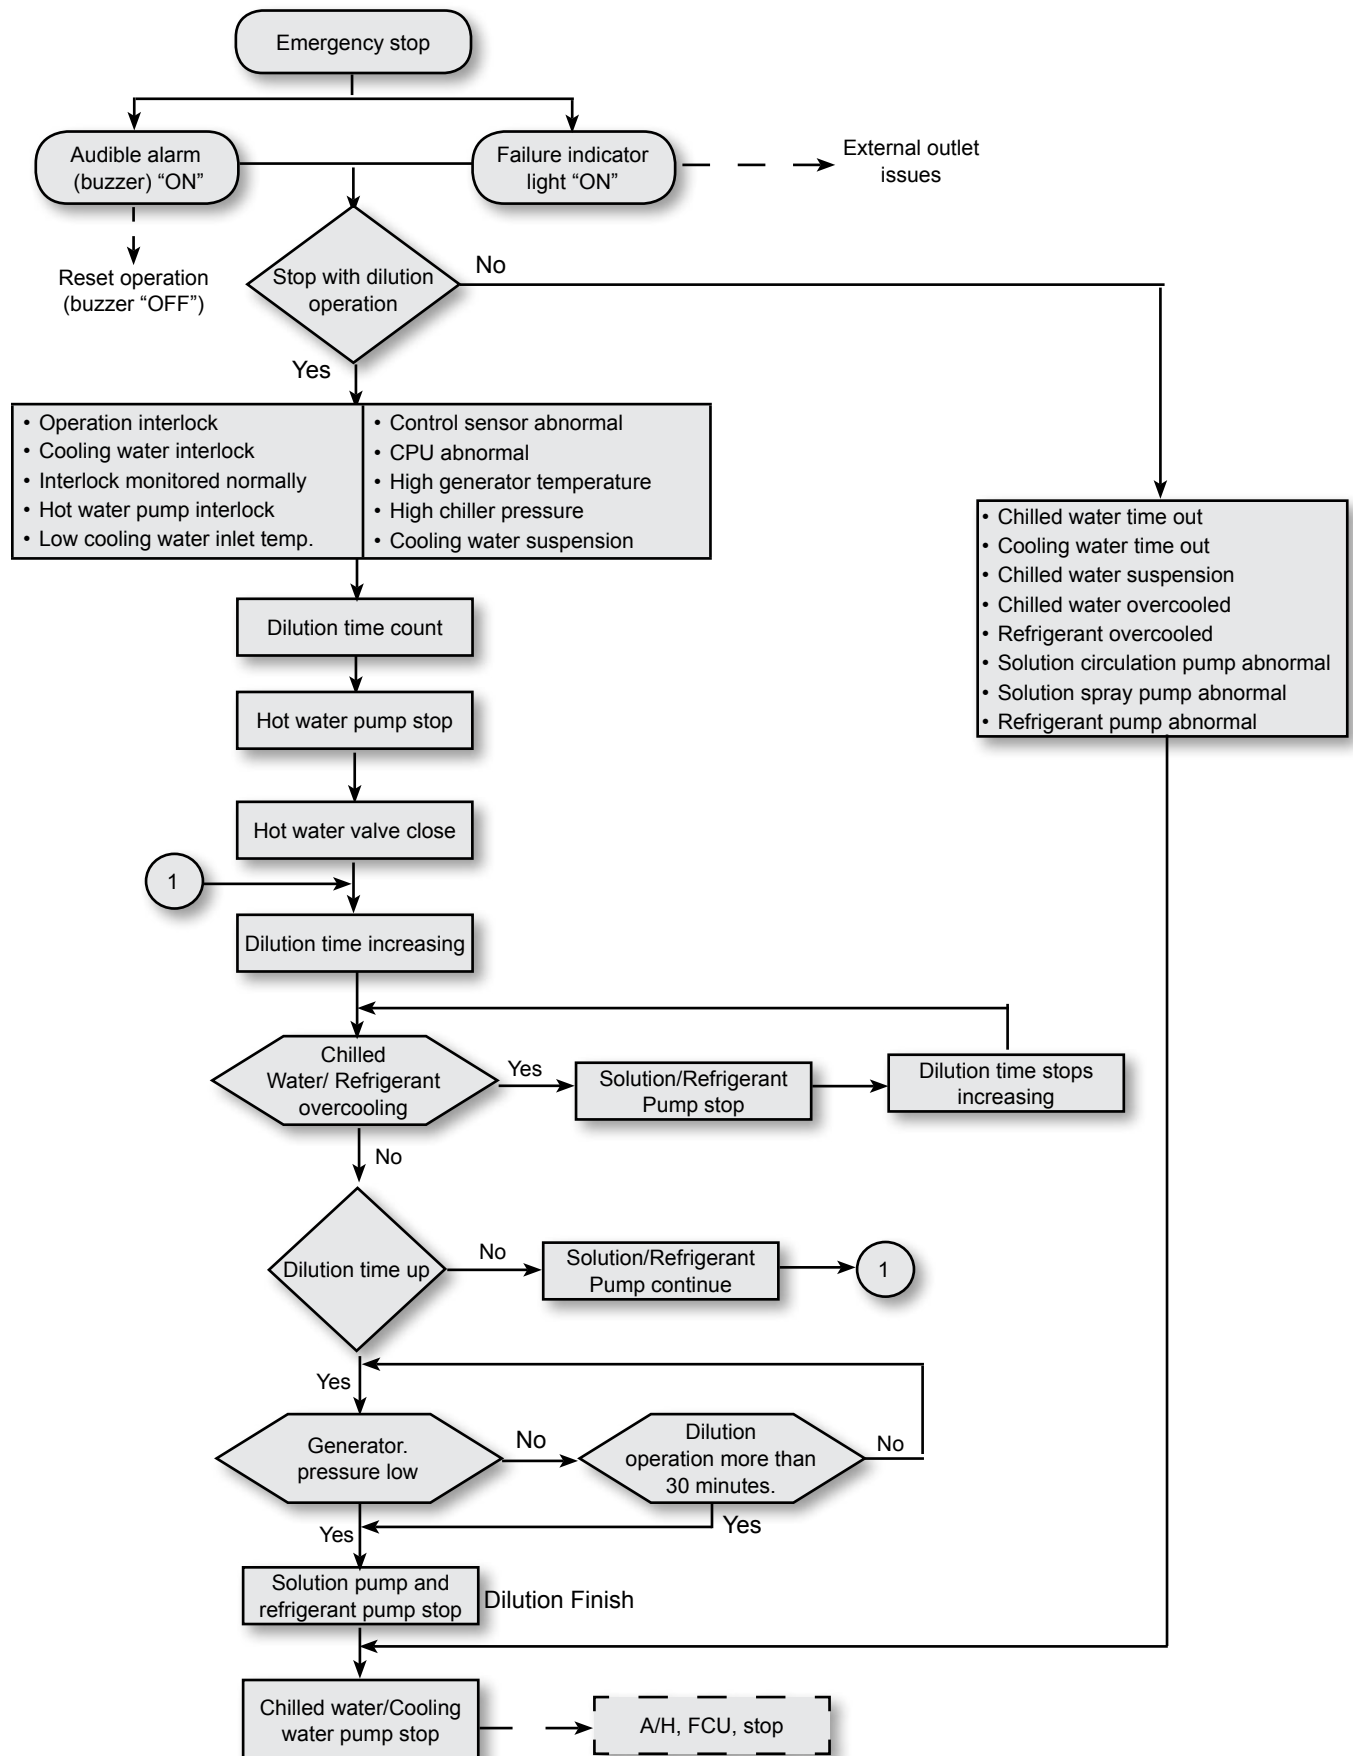 Emergency stop
Audible alarm
(buzzer) “ON”
Failure indicator
light “ON”
External outlet
issues
Reset operation
(buzzer “OFF”)
Stop with dilution
operation
No
Yes
• Operation interlock
• Cooling water interlock
• Interlock monitored normally
• Hot water pump interlock
• Low cooling water inlet temp.
• Control sensor abnormal
• CPU abnormal
• High generator temperature
• High chiller pressure
• Cooling water suspension
• Chilled water time out
• Cooling water time out
• Chilled water suspension
• Chilled water overcooled
• Refrigerant overcooled
• Solution circulation pump abnormal
• Solution spray pump abnormal
• Refrigerant pump abnormal
Dilution time count
Hot water pump stop
Hot water valve close
1
Dilution time increasing
Chilled
Water/ Refrigerant
overcooling
Yes
Solution/Refrigerant
Pump stop
Dilution time stops
increasing
No
Dilution time up
No
Solution/Refrigerant
Pump continue
1
Yes
Generator.
pressure low
No
Dilution
operation more than
30 minutes.
No
Yes
Yes
Solution pump and
refrigerant pump stop
Dilution Finish
Chilled water/Cooling
water pump stop
A/H, FCU, stop